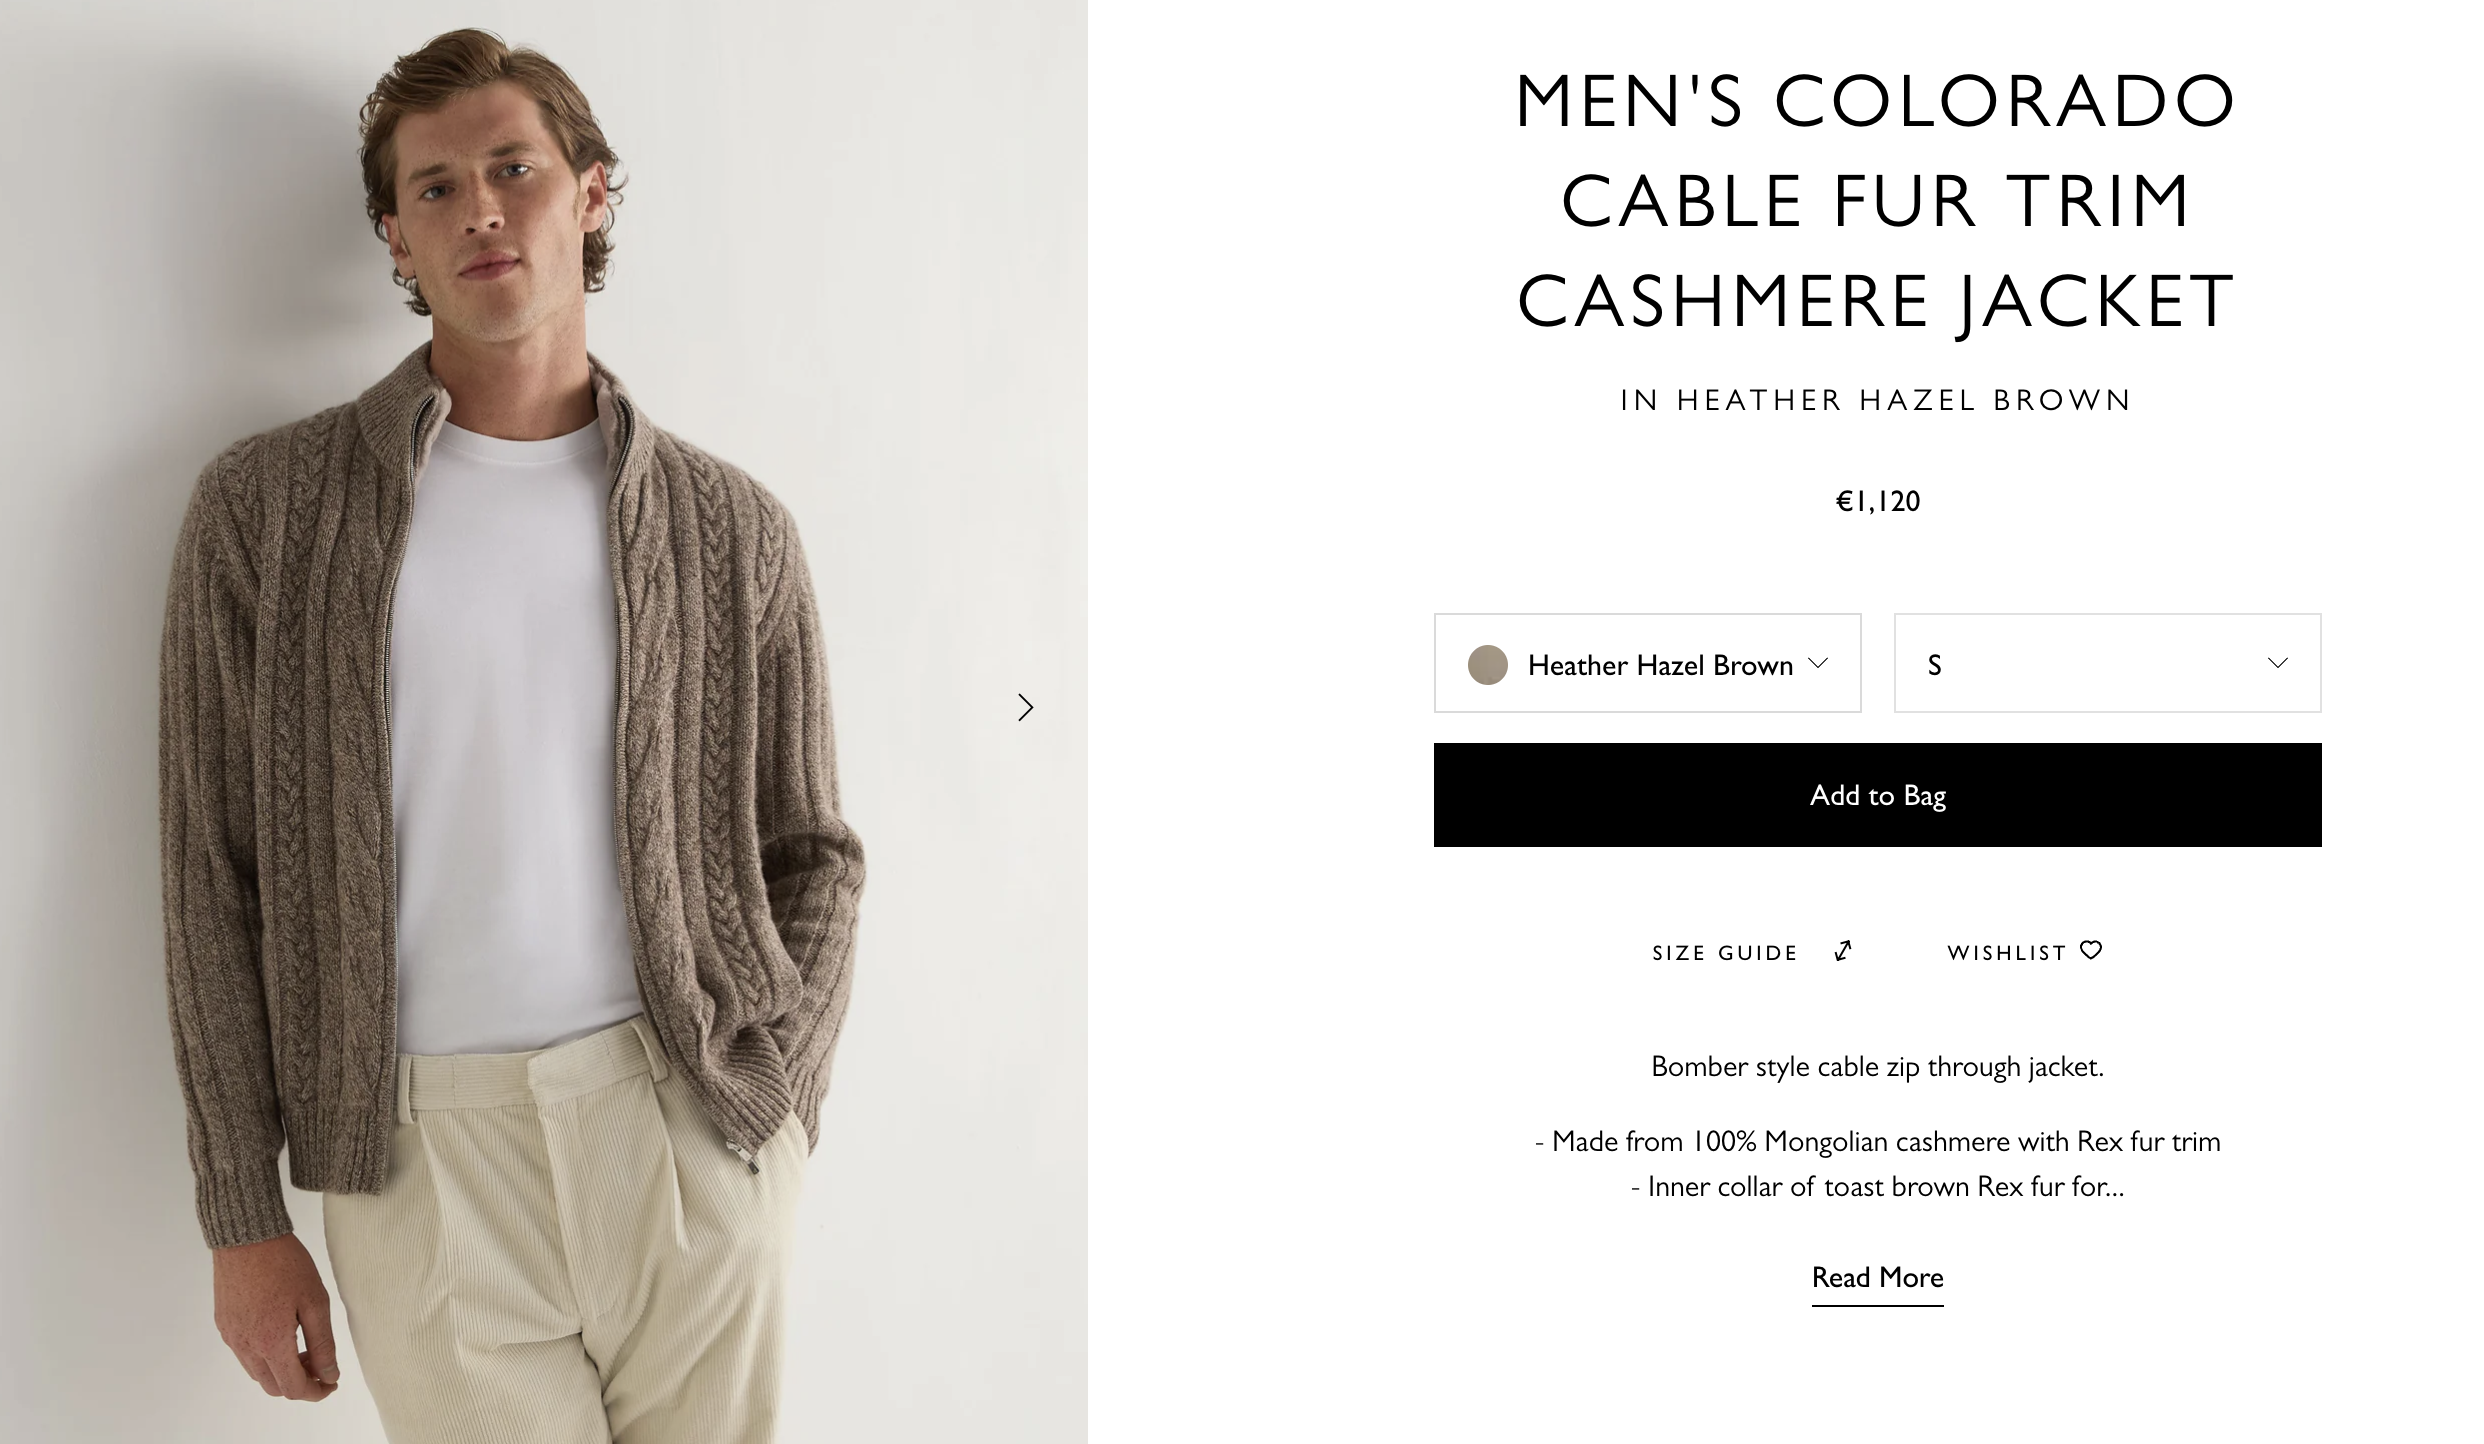 MEN'S COLORADO
CABLE FUR TRIM
CASHMERE JACKET
IN HEATHER HAZEL BROWN
€1,120
Heather Hazel Brown
S
Add to Bag
SIZE GUIDE
WISHLIST
Bomber style cable zip through jacket.
- Made from 100% Mongolian cashmere with Rex fur trim
- Inner collar of toast brown Rex fur for...
Read More